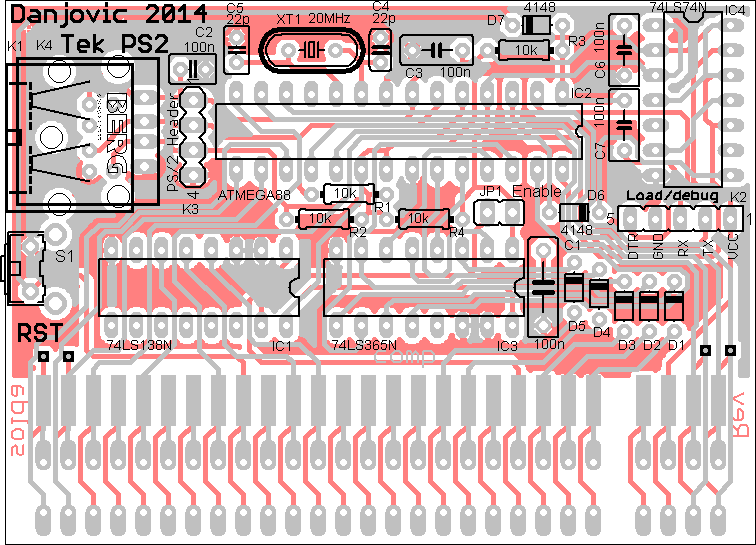 Danjovic 2014
Tek PS2
K1
K4
C5
22p
XT1
20MHz
C4
22p
D7
4148
R3
74LS74N
IC4
C2
100n
C3
100n
10k
C6
100n
IC2
100n
C7
BERG
PS/2 Header
4
K3
ATMEGA88
10k
R1
10k
R2
10k
R4
JP1
Enable
D6
4148
Load/debug
K2
5
1
DTR
GND
RX
TX
VCC
S1
RST
C1
100n
D5
D4
D3
D2
D1
74LS138N
IC1
74LS365N
IC3
comp
solda
Rev